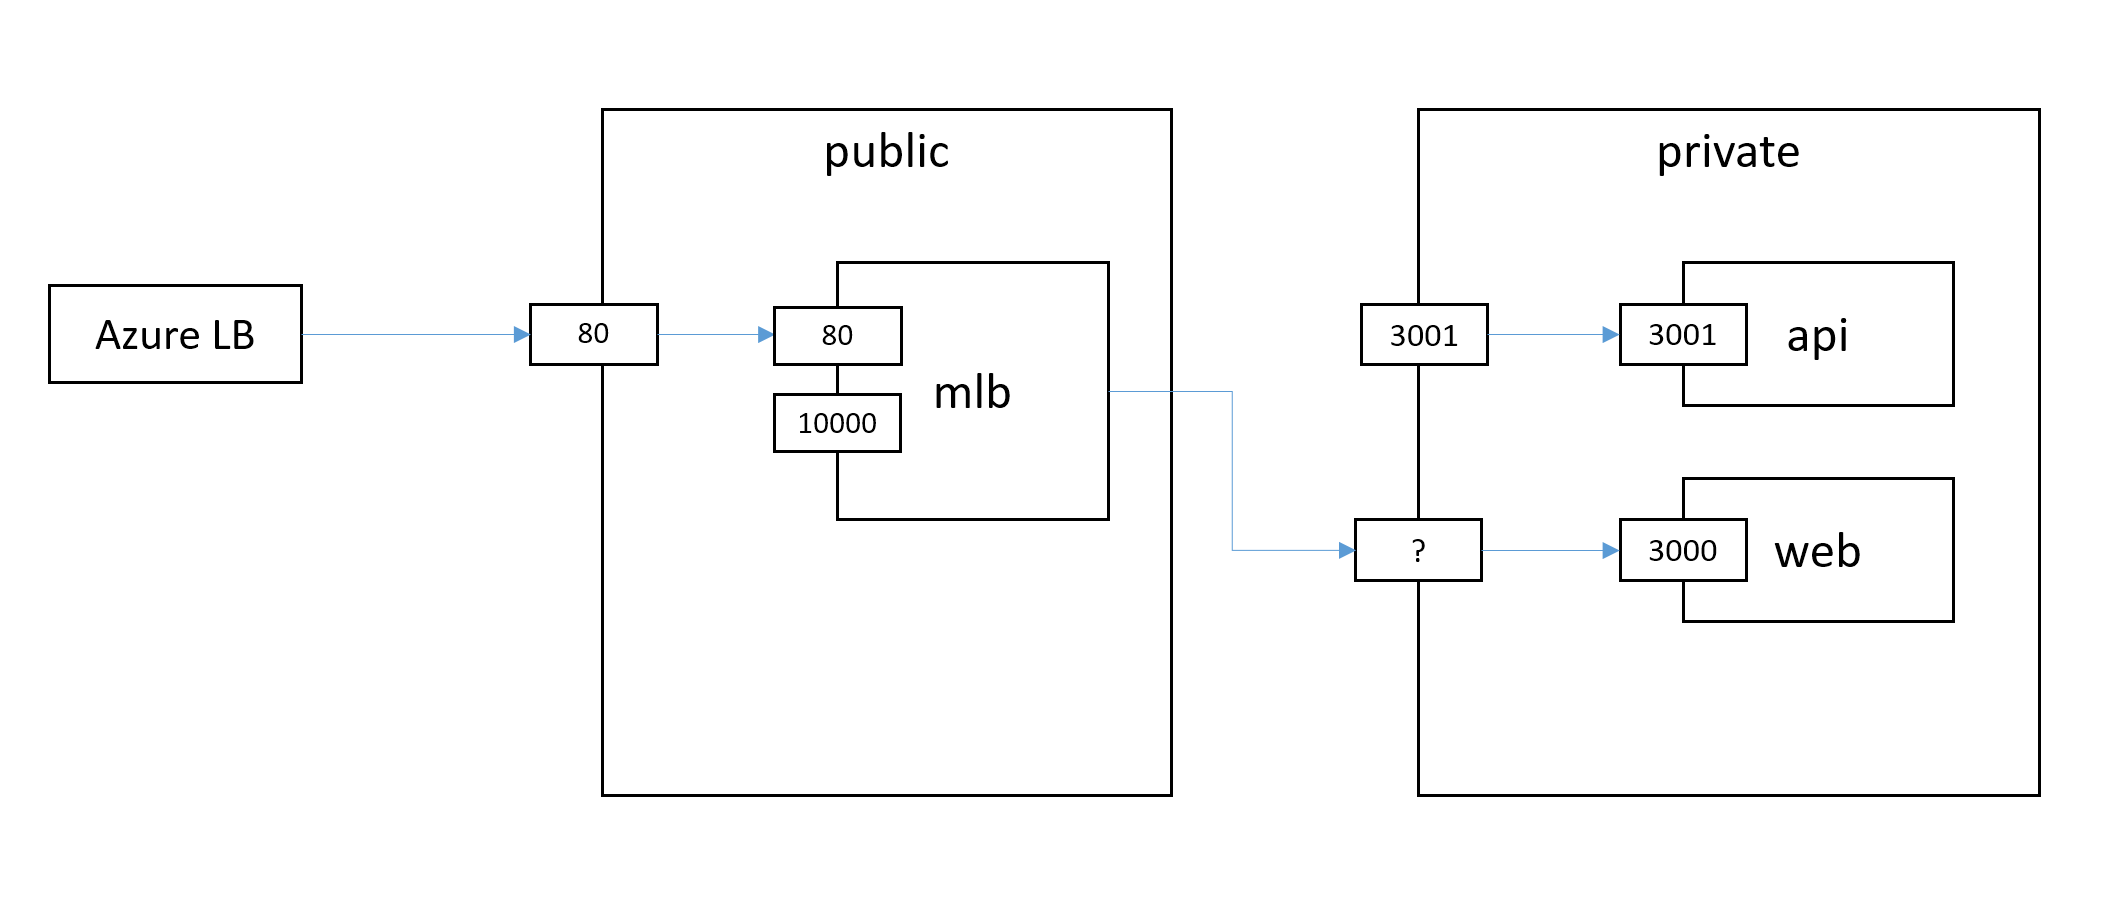 public
private
Azure LB
80
80
mlb
10000
3001
3001
api
?
3000
web